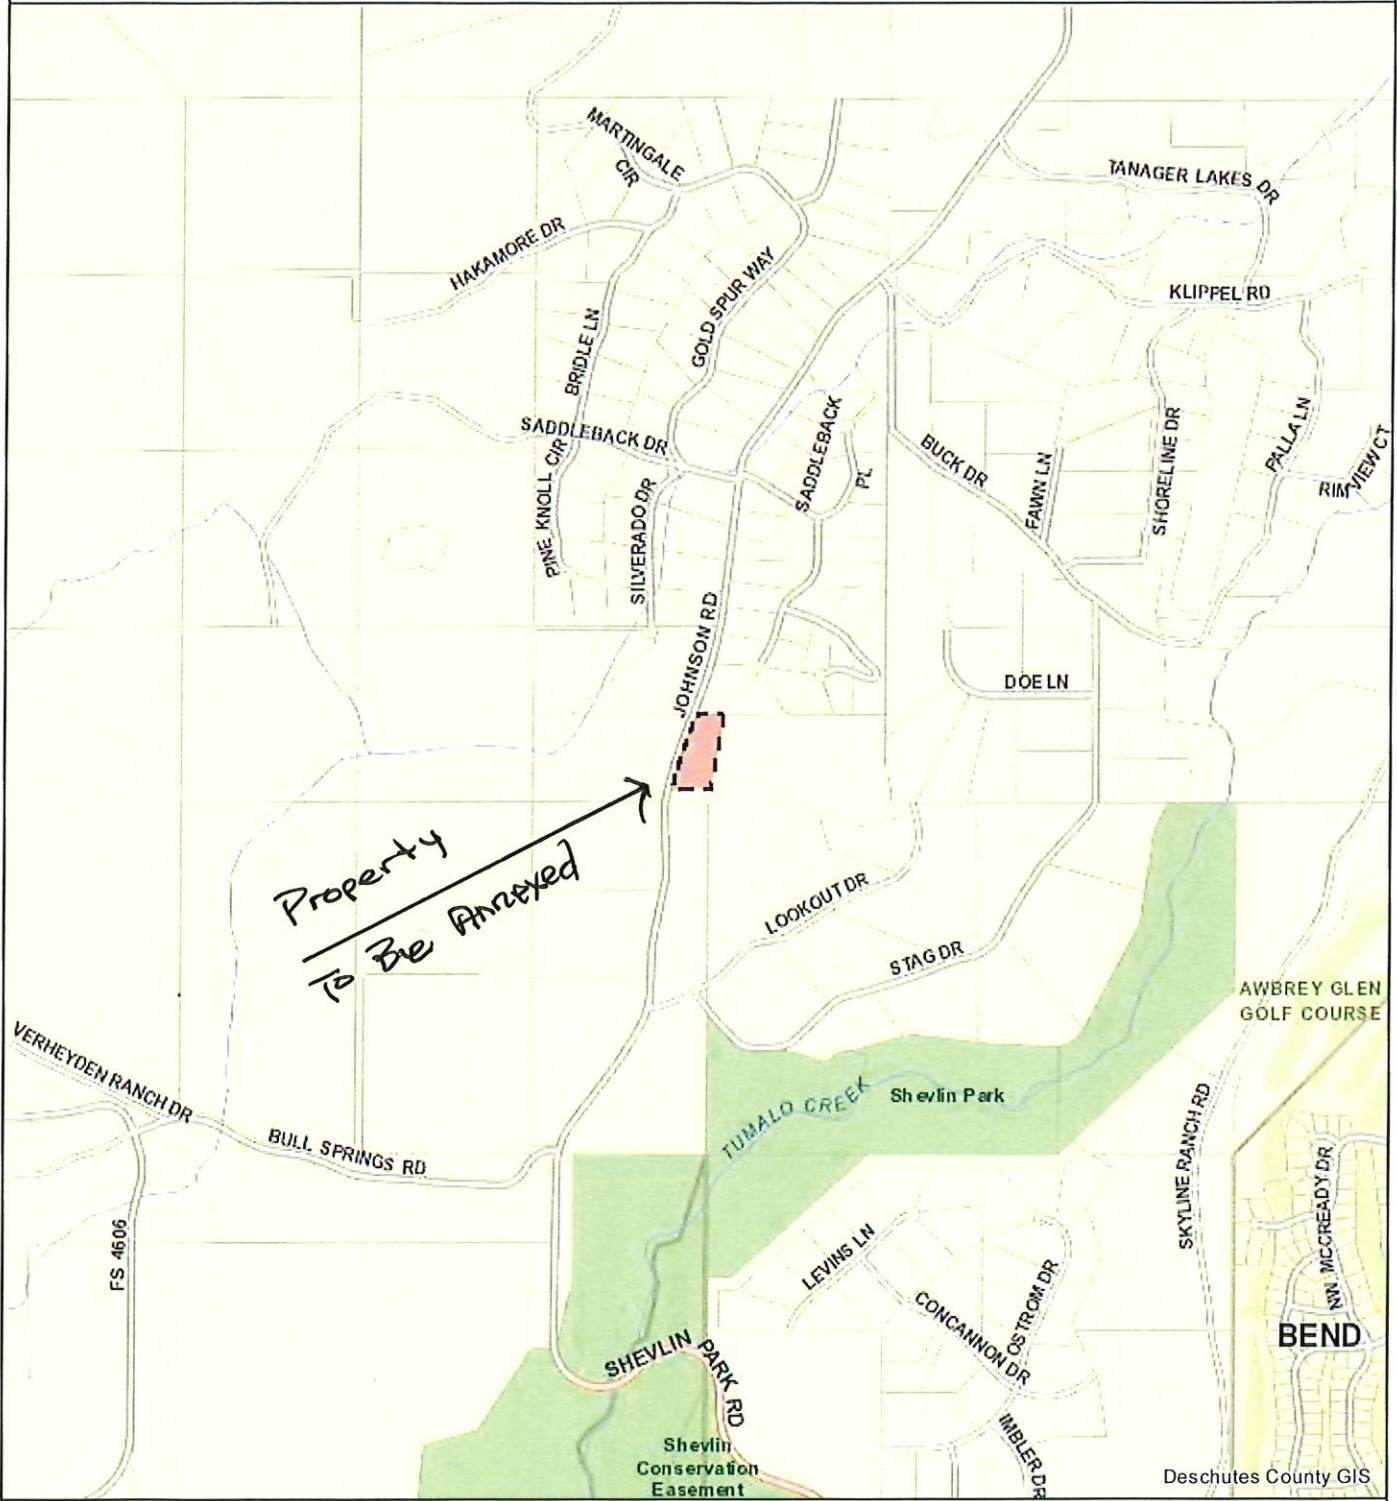 MARTINGALE
CIR
TANAGER LAKES DR
HAKAMORE DR
GOLD SPUR WAY
KLIPPEL RD
BRIDLE LN
SADDLEBACK DR
SADDLEBACK
PL
BUCK DR
FAWN LN
SHORELINE DR
PALLA LN
RIMVIEW CT
PINE KNOLL CIR
SILVERADO DR
JOHNSON RD
DOE LN
Property
To Be Annexed
LOOKOUT DR
STAG DR
AWBREY GLEN
GOLF COURSE
VERHEYDEN RANCH DR
BULL SPRINGS RD
TUMALO CREEK
Shevlin Park
SKYLINE RANCH RD
NW MCCREADY DR
FS 4606
LEVINS LN
CONCANNON DR
OSTROM DR
BEND
SHEVLIN PARK RD
IMBLER DR
Shevlin
Conservation
Easement
Deschutes County GIS